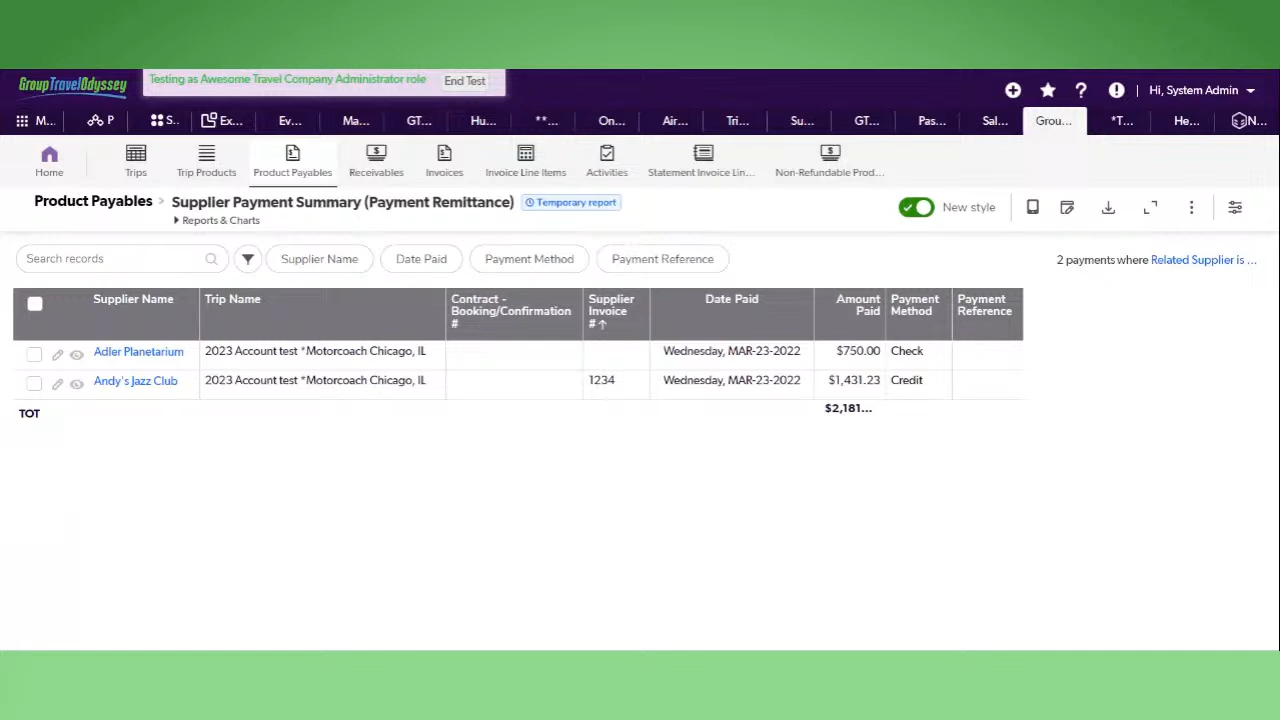 GroupTravelOdyssey
Testing as Awesome Travel Company Administrator role End Test
Hi, System Admin
M... P S.. Ex... Ev... Ma... GT... Hu... **... On... Air... Tri... Su... GT... Pas... Sal... Grou... *T... He... N...
Home Trips Trip Products Product Payables Receivables Invoices Invoice Line Items Activities Statement Invoice Lin... Non-Refundable Prod...
Product Payables > Supplier Payment Summary (Payment Remittance) Temporary report New style
Reports & Charts
Search records Supplier Name Date Paid Payment Method Payment Reference 2 payments where Related Supplier is ...
Supplier Name Trip Name Contract - Booking/Confirmation # Supplier Invoice #↑ Date Paid Amount Paid Payment Method Payment Reference
Adler Planetarium 2023 Account test *Motorcoach Chicago, IL Wednesday, MAR-23-2022 $750.00 Check
Andy's Jazz Club 2023 Account test *Motorcoach Chicago, IL 1234 Wednesday, MAR-23-2022 $1,431.23 Credit
TOT $2,181...